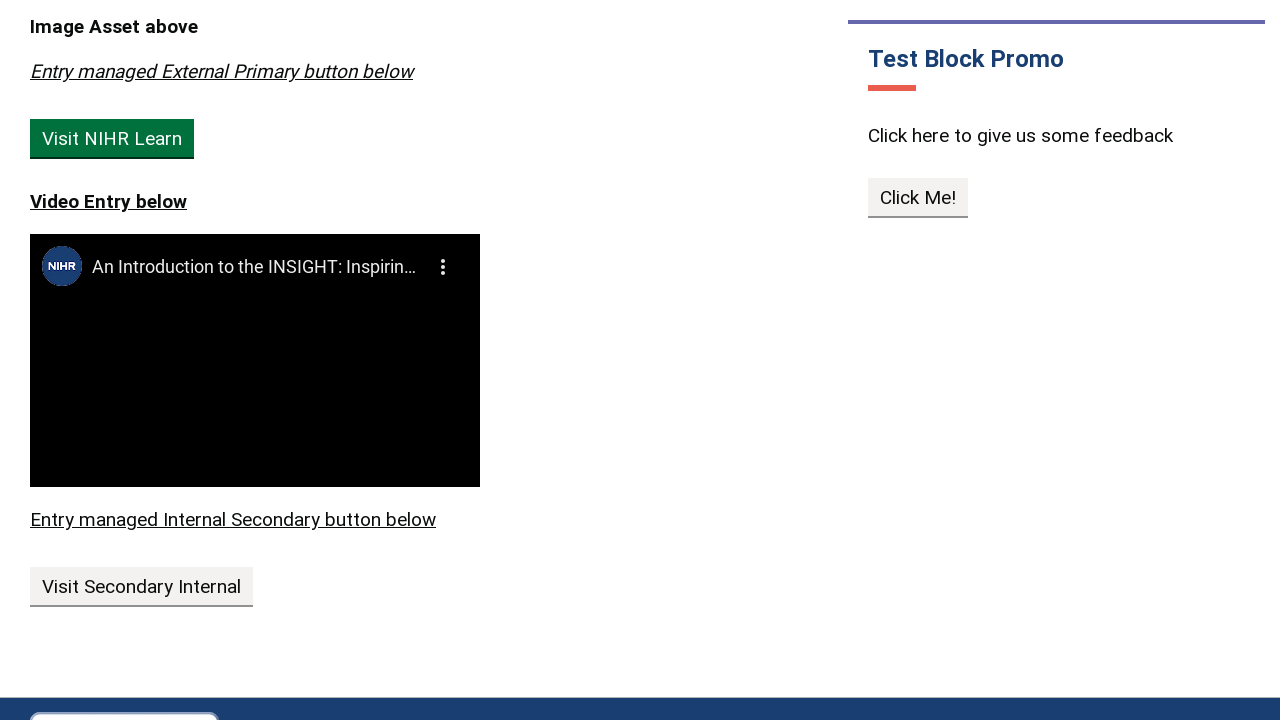 Image Asset above
Entry managed External Primary button below
Visit NIHR Learn
Video Entry below
NIHR
An Introduction to the INSIGHT: Inspirin...
Entry managed Internal Secondary button below
Visit Secondary Internal
Test Block Promo
Click here to give us some feedback
Click Me!